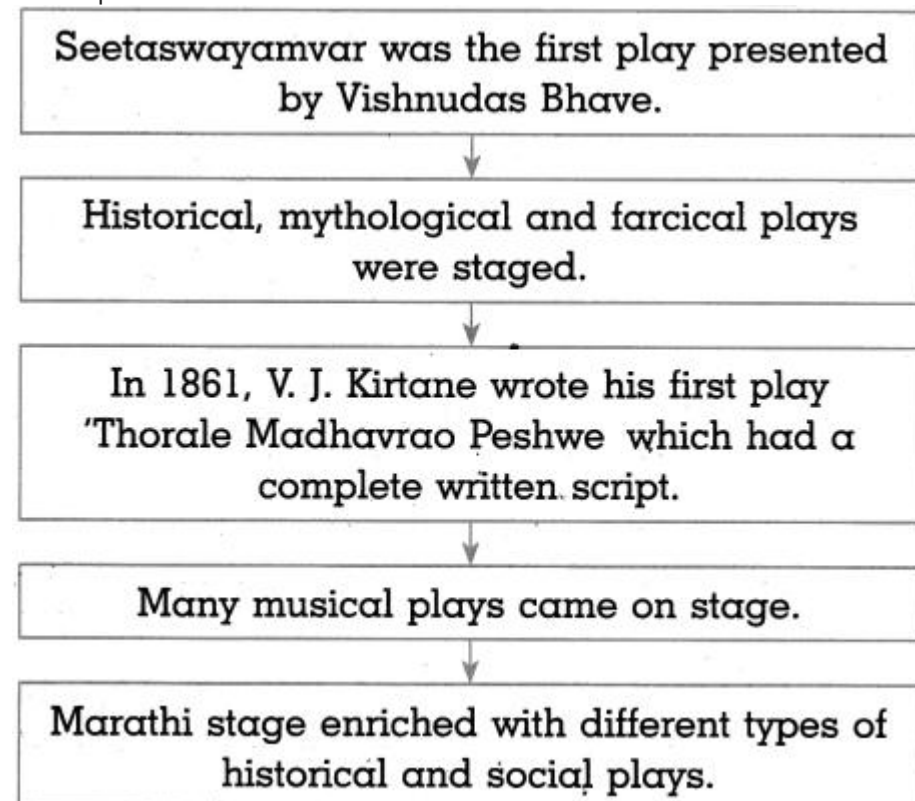 Seetaswayamvar was the first play presented
by Vishnudas Bhave.
Historical, mythological and farcical plays
were staged.
In 1861, V. J. Kirtane wrote his first play
'Thorale Madhavrao Peshwe which had a
complete written script.
Many musical plays came on stage.
Marathi stage enriched with different types of
historical and social plays.